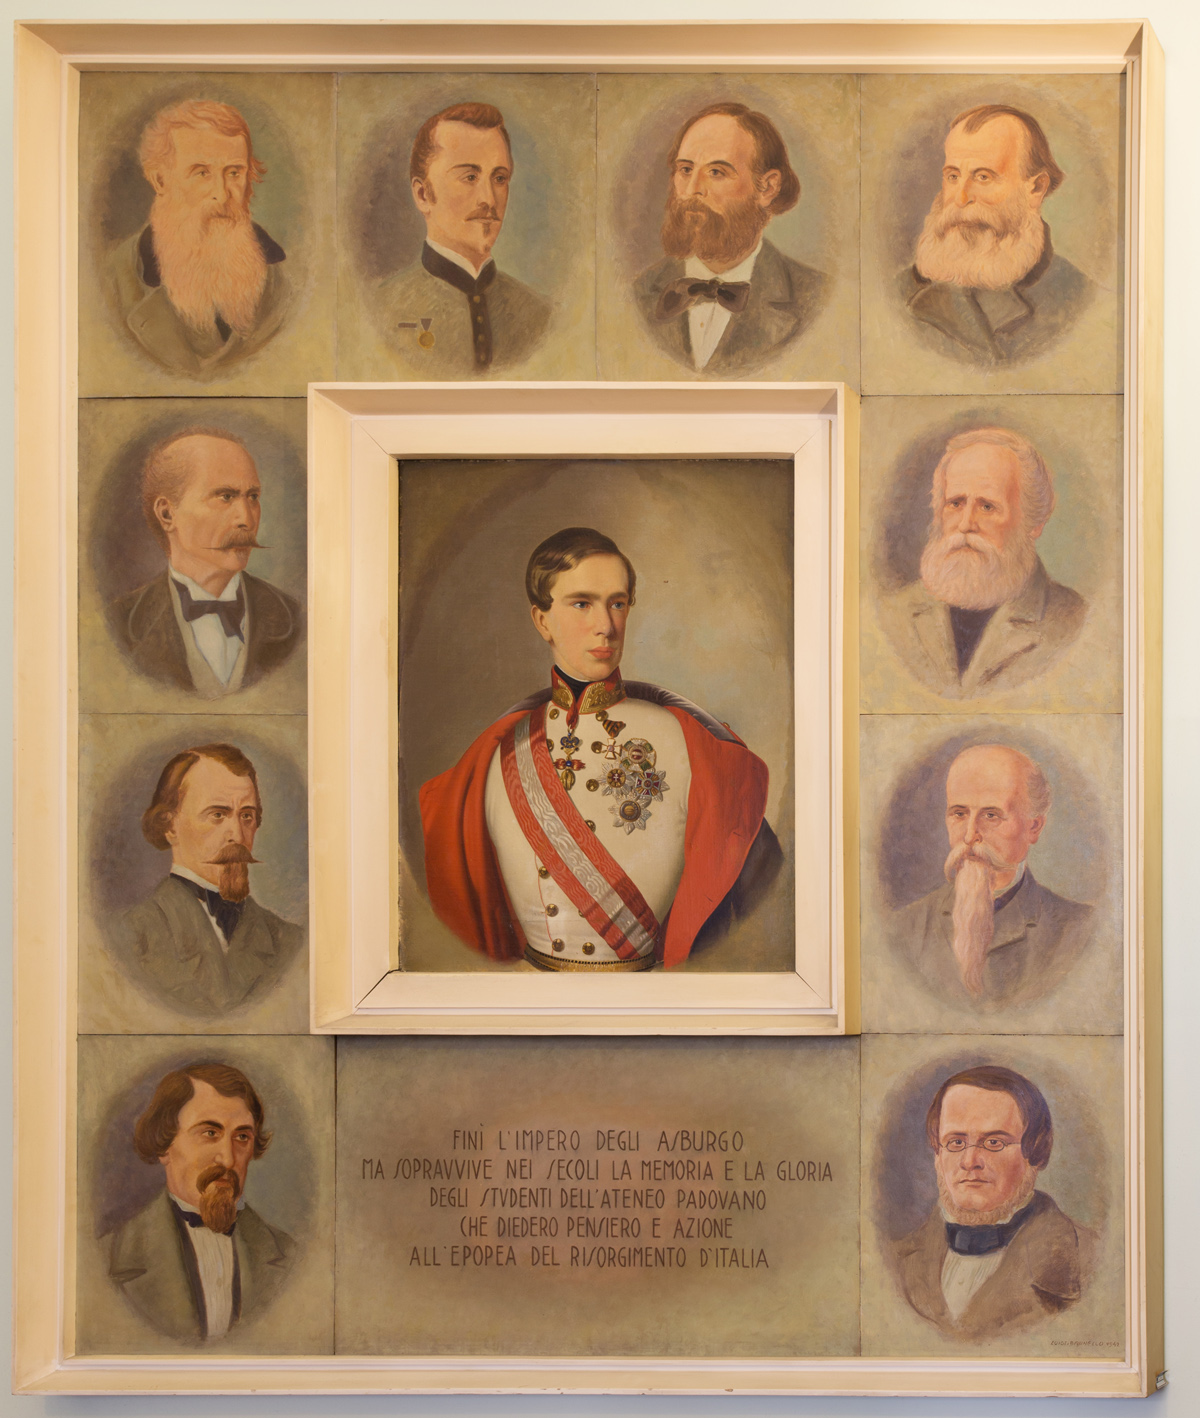 FINÌ L'IMPERO DEGLI ASBURGO
MA SOPRAVVIVE NEI SECOLI LA MEMORIA E LA GLORIA
DEGLI STVDENTI DELL'ATENEO PADOVANO
CHE DIEDERO PENSIERO E AZIONE
ALL'EPOPEA DEL RISORGIMENTO D'ITALIA